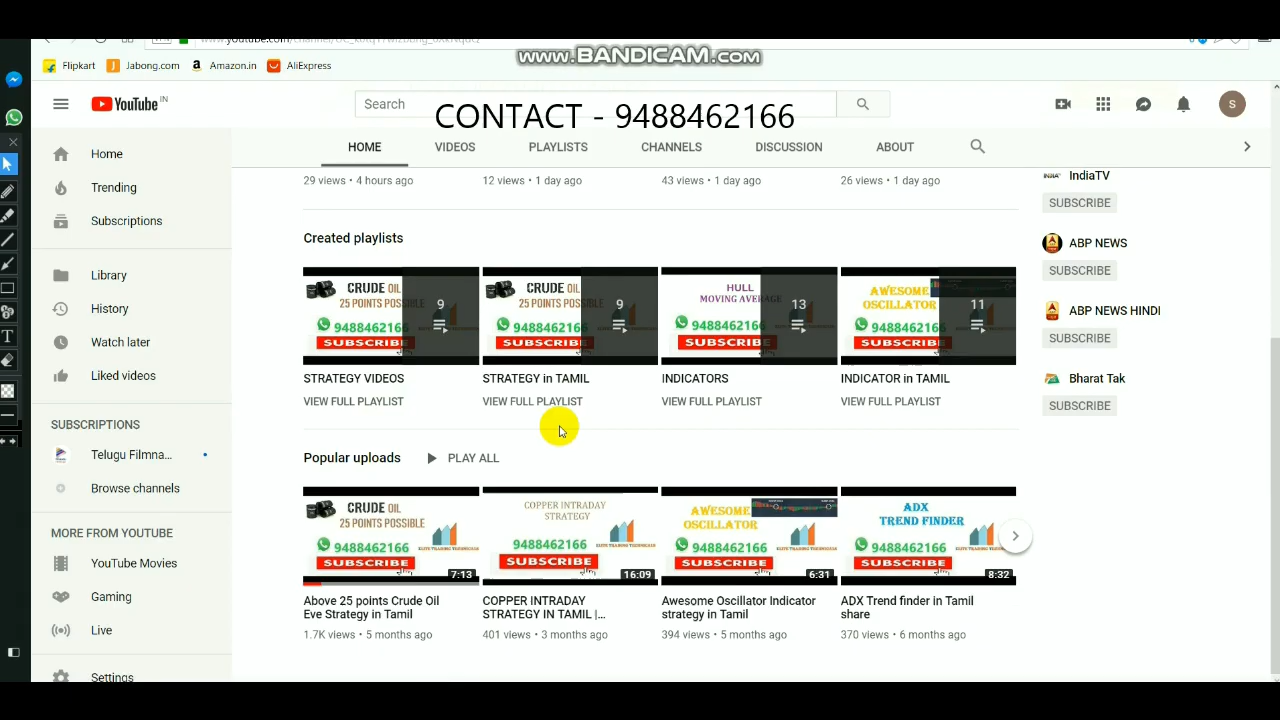 www.BANDICAM.com
Flipkart
Jabong.com
Amazon.in
AliExpress
YouTube IN
Search
CONTACT - 9488462166
S
HOME
VIDEOS
PLAYLISTS
CHANNELS
DISCUSSION
ABOUT
Home
Trending
Subscriptions
Library
History
Watch later
Liked videos
SUBSCRIPTIONS
Telugu Filmna...
Browse channels
MORE FROM YOUTUBE
YouTube Movies
Gaming
Live
Settings
29 views • 4 hours ago
12 views • 1 day ago
43 views • 1 day ago
26 views • 1 day ago
Created playlists
CRUDE OIL
25 POINTS POSSIBLE
9488462166
SUBSCRIBE
9
CRUDE OIL
25 POINTS POSSIBLE
9488462166
SUBSCRIBE
9
HULL
MOVING AVERAGE
9488462166
SUBSCRIBE
13
AWESOME
OSCILLATOR
9488462166
SUBSCRIBE
11
STRATEGY VIDEOS
STRATEGY in TAMIL
INDICATORS
INDICATOR in TAMIL
VIEW FULL PLAYLIST
VIEW FULL PLAYLIST
VIEW FULL PLAYLIST
VIEW FULL PLAYLIST
Popular uploads
PLAY ALL
CRUDE OIL
25 POINTS POSSIBLE
9488462166
SUBSCRIBE
7:13
COPPER INTRADAY
STRATEGY
9488462166
SUBSCRIBE
16:09
AWESOME
OSCILLATOR
9488462166
SUBSCRIBE
6:31
ADX
TREND FINDER
9488462166
SUBSCRIBE
8:32
Above 25 points Crude Oil
Eve Strategy in Tamil
1.7K views • 5 months ago
COPPER INTRADAY
STRATEGY IN TAMIL |...
401 views • 3 months ago
Awesome Oscillator Indicator
strategy in Tamil
394 views • 5 months ago
ADX Trend finder in Tamil
share
370 views • 6 months ago
IndiaTV
SUBSCRIBE
ABP NEWS
SUBSCRIBE
ABP NEWS HINDI
SUBSCRIBE
Bharat Tak
SUBSCRIBE